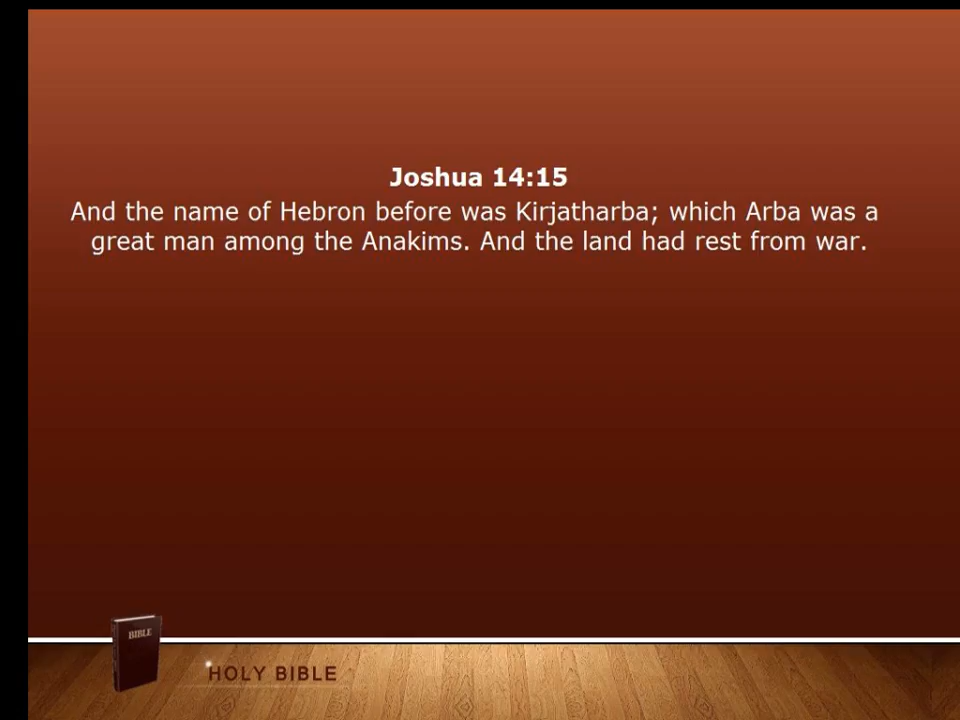 Joshua 14:15
And the name of Hebron before was Kirjatharba; which Arba was a
great man among the Anakims. And the land had rest from war.
BIBLE
HOLY BIBLE